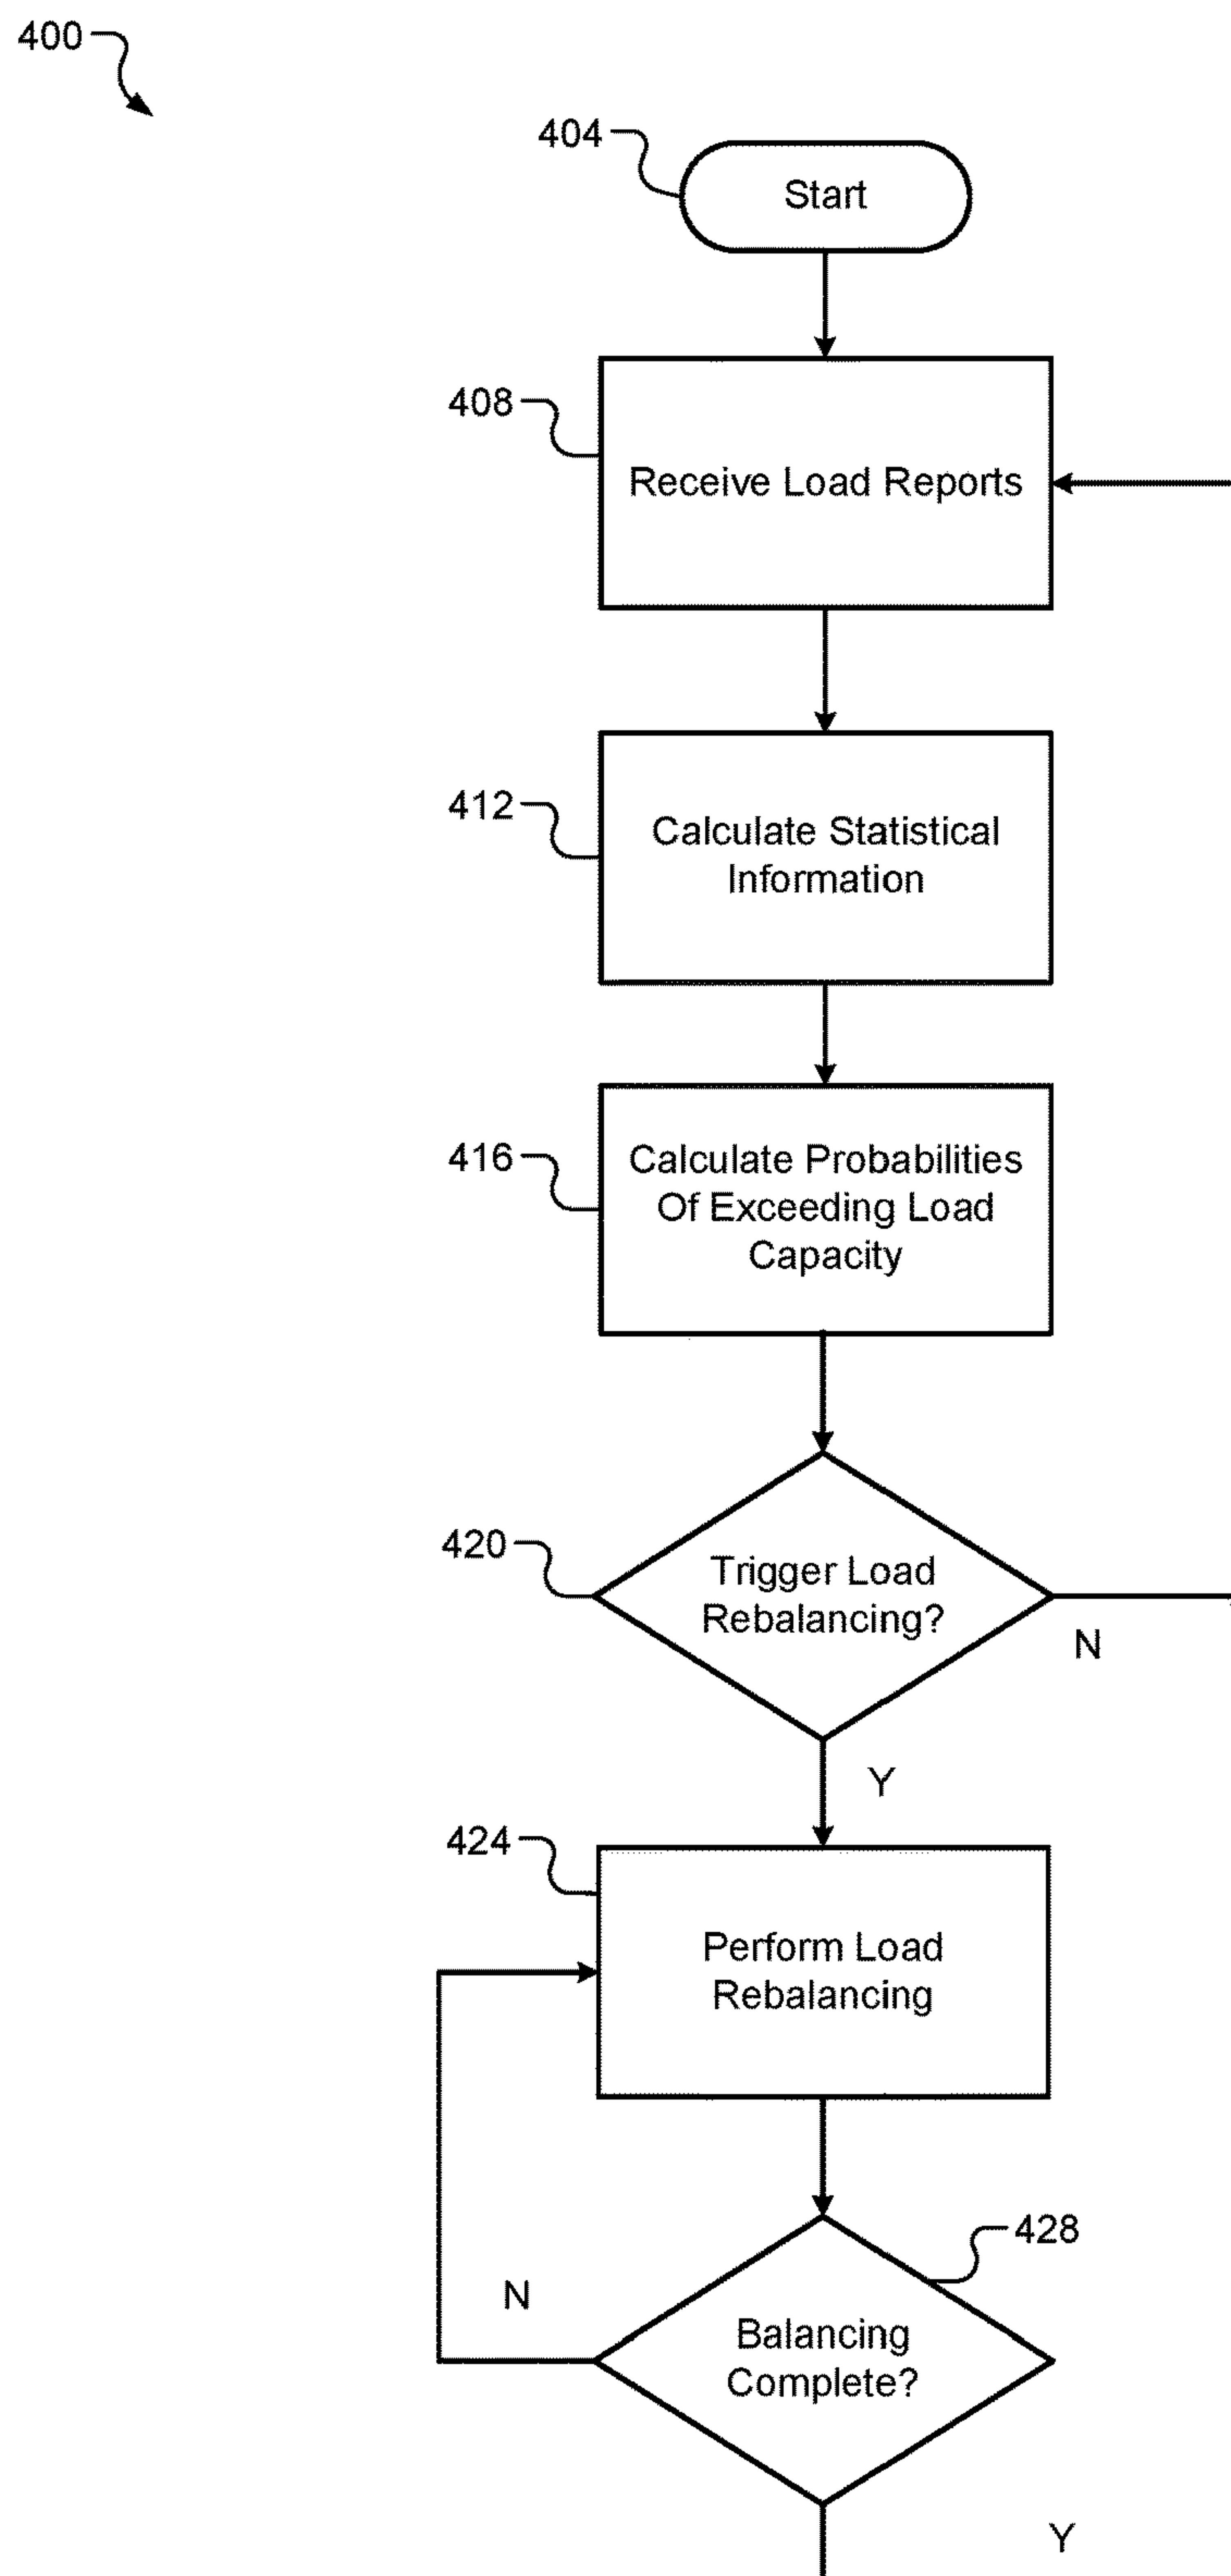 400
404
Start
408
Receive Load Reports
412
Calculate Statistical
Information
416
Calculate Probabilities
Of Exceeding Load
Capacity
420
Trigger Load
Rebalancing?
N
Y
424
Perform Load
Rebalancing
428
N
Balancing
Complete?
Y